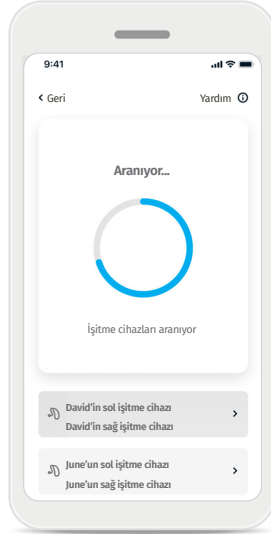 9:41
Geri
Yardım
Aranıyor...
İşitme cihazları aranıyor
David'in sol işitme cihazı
David'in sağ işitme cihazı
June'un sol işitme cihazı
June'un sağ işitme cihazı